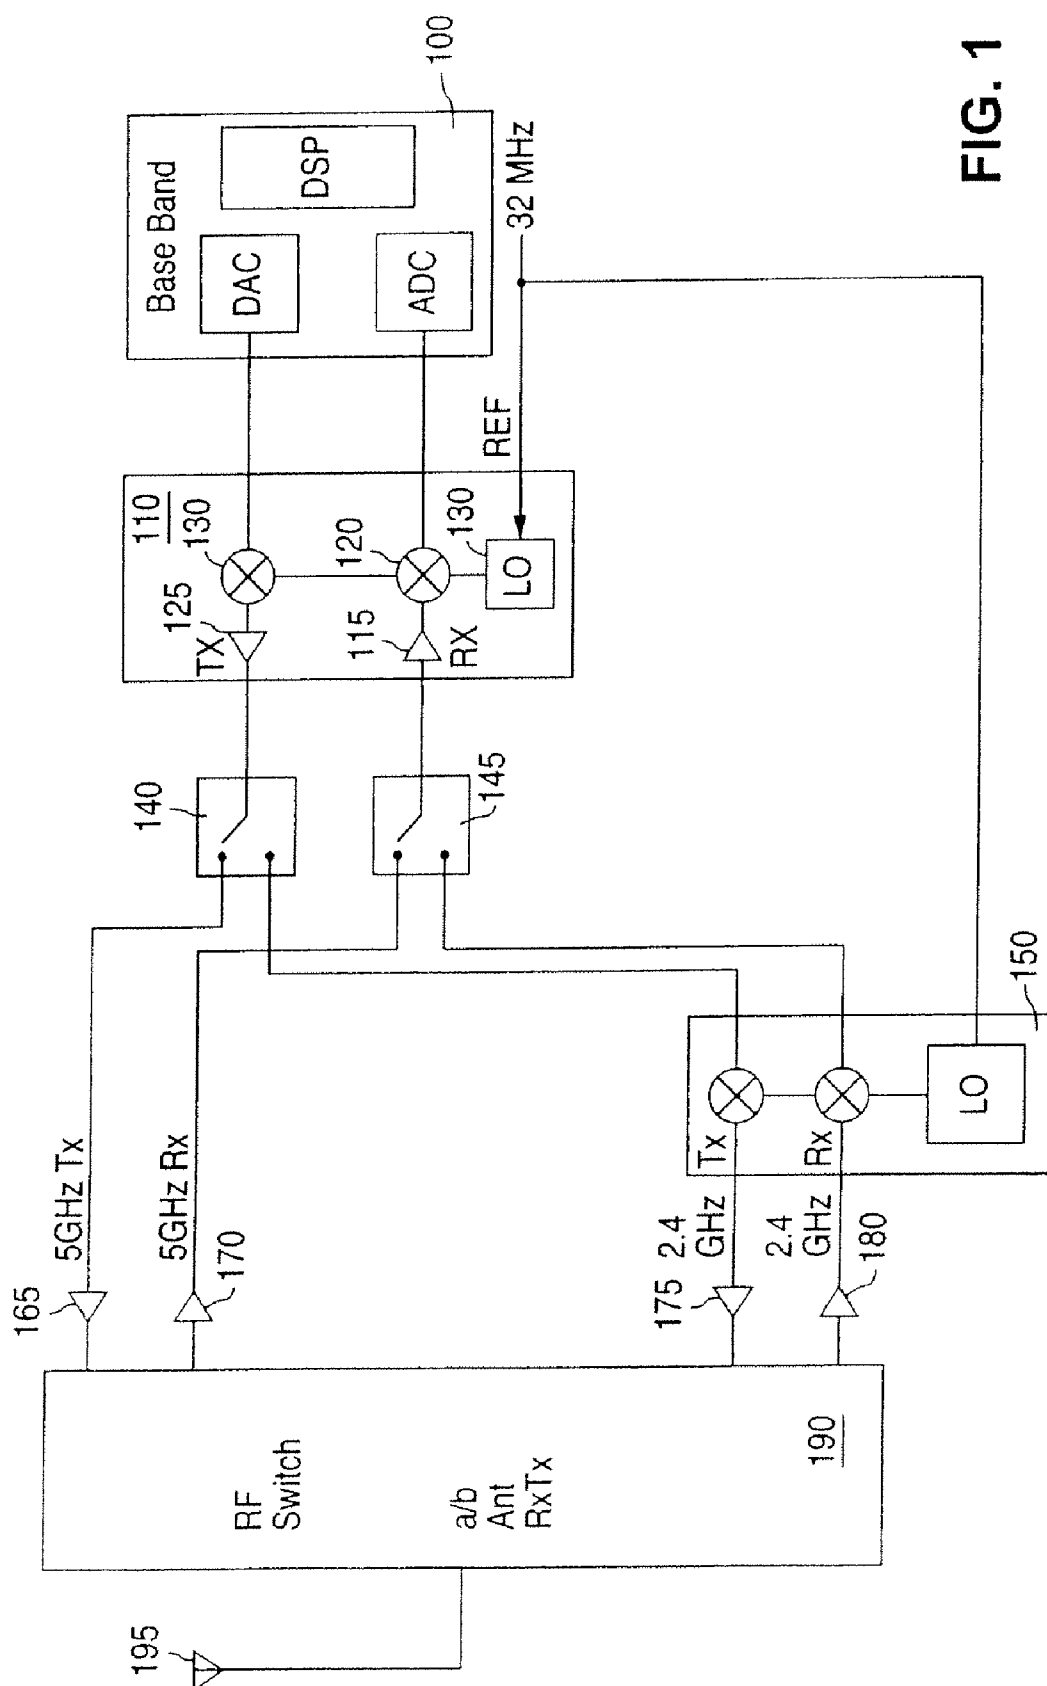 195
RF
Switch
a/b
Ant
RxTx
190
165
5GHz Tx
170
5GHz Rx
175
2.4
GHz
180
2.4
GHz
Tx
Rx
LO
150
140
145
110
130
125
TX
120
115
RX
130
LO
REF
32 MHz
Base Band
DAC
ADC
DSP
100
FIG. 1